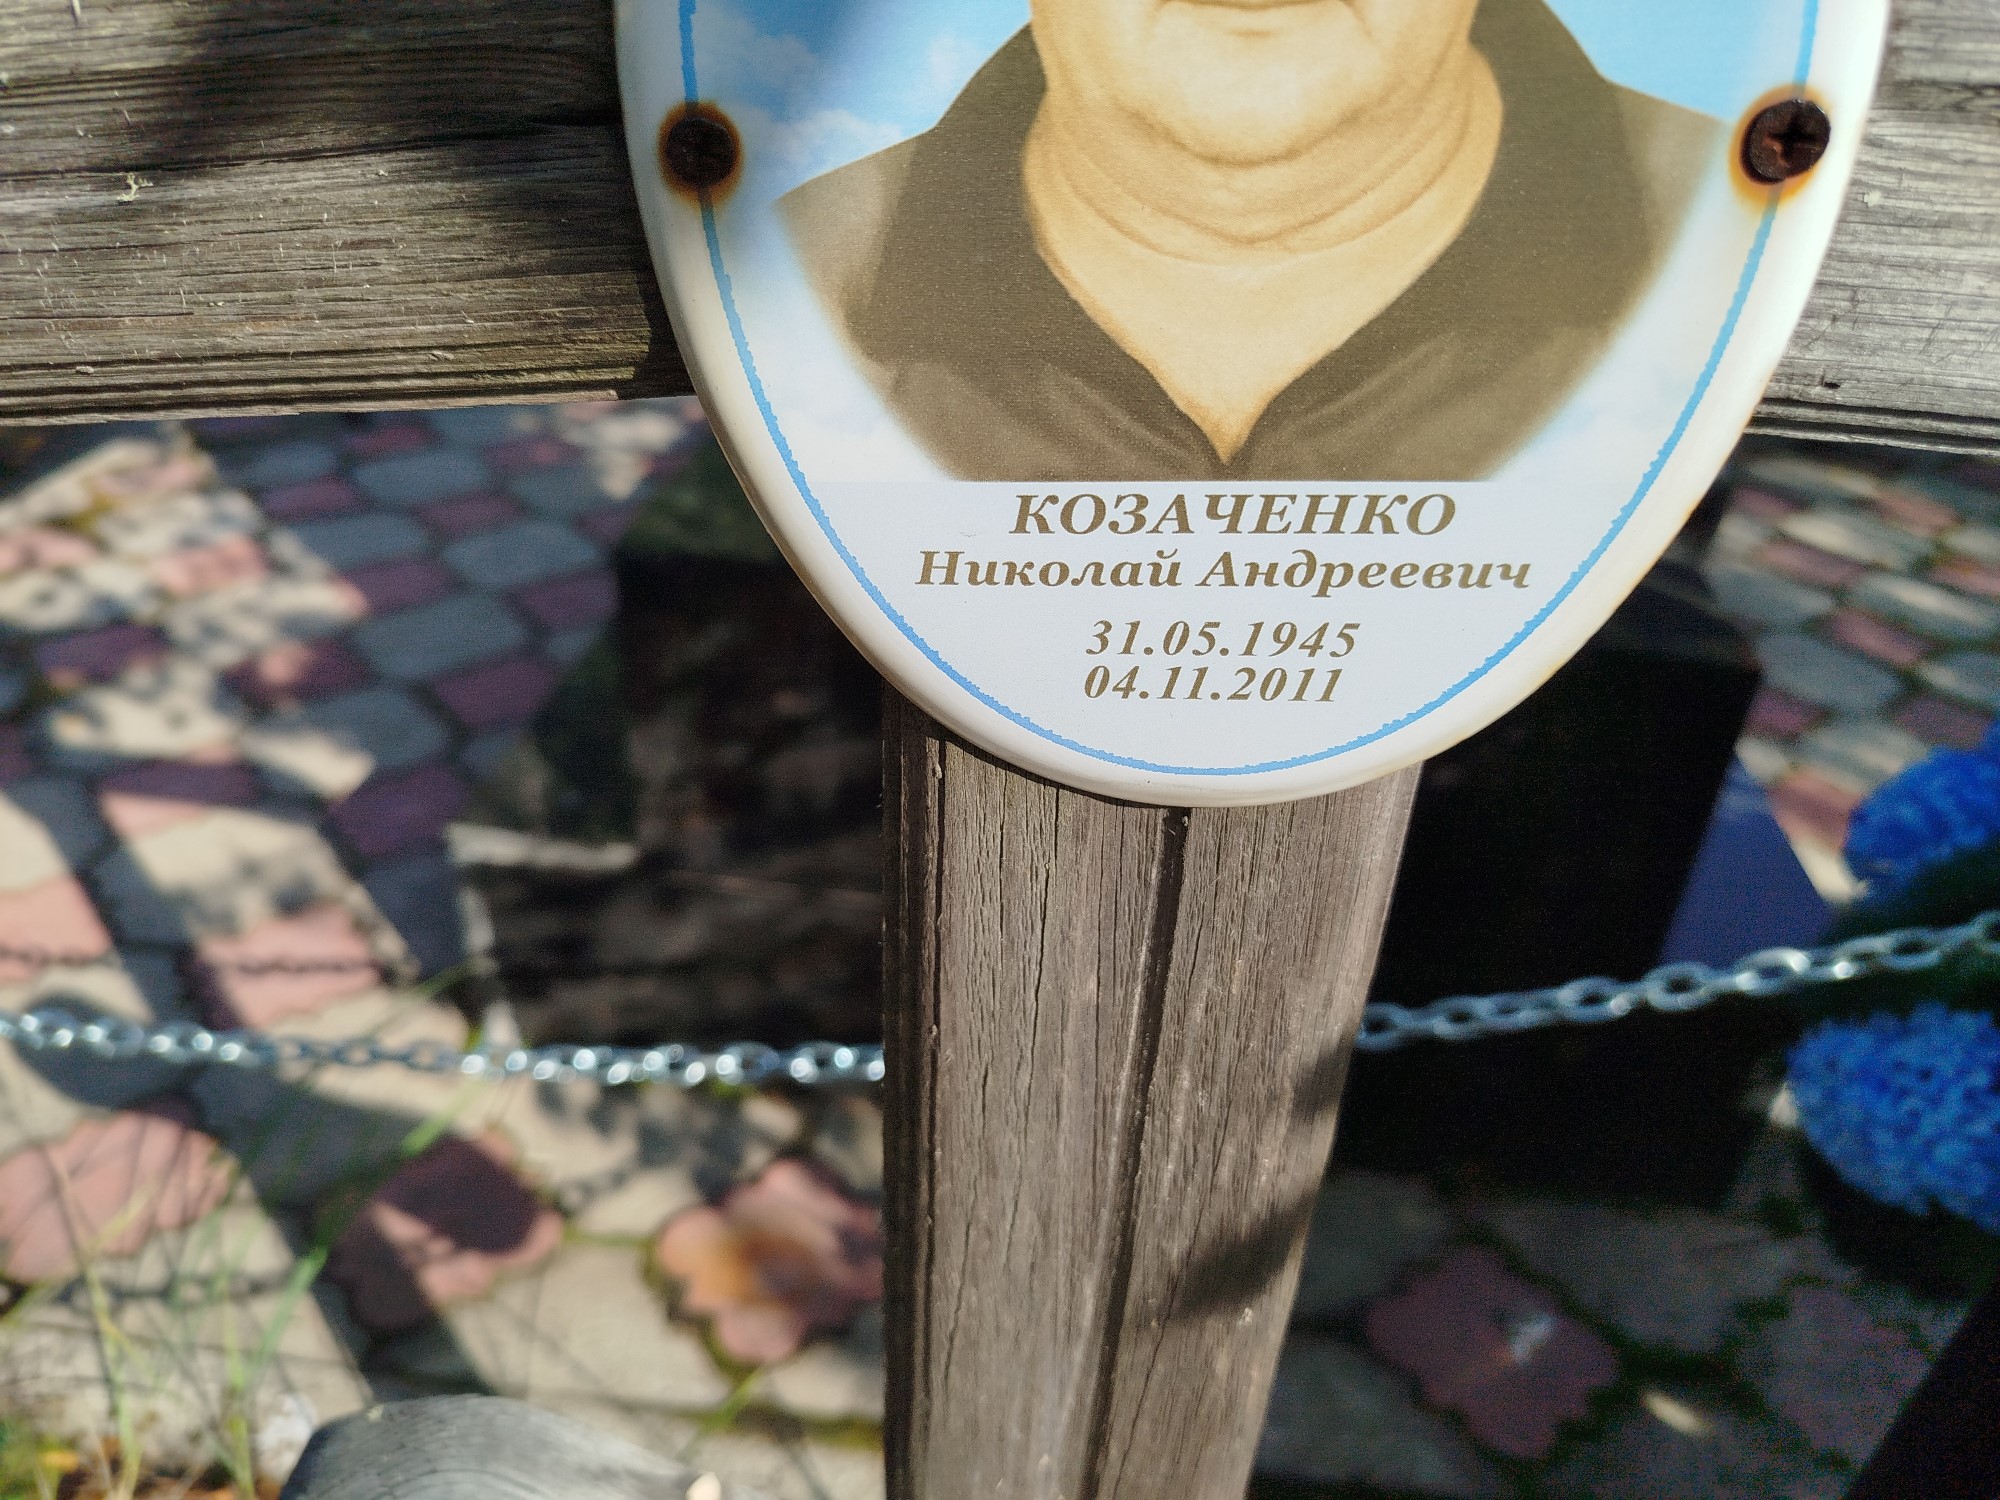 КОЗАЧЕНКО
Николай Андреевич
31.05.1945
04.11.2011